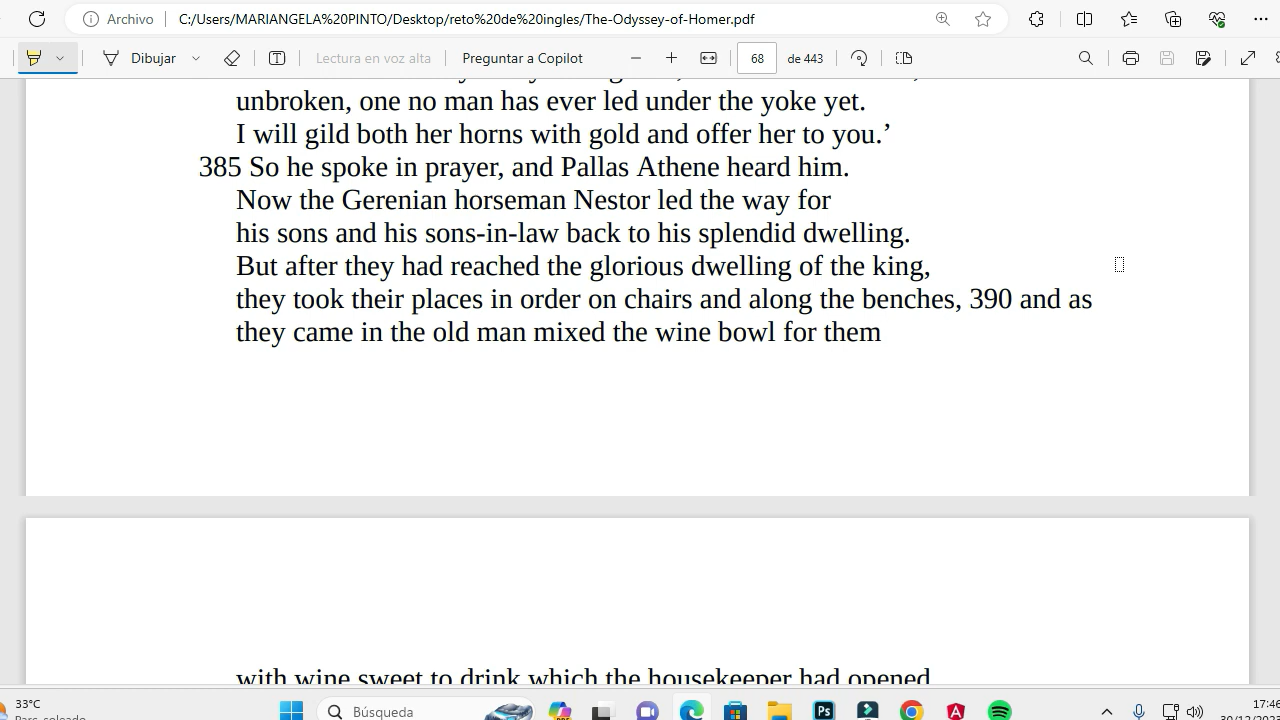 Archivo C:/Users/MARIANGELA%20PINTO/Desktop/reto%20de%20ingles/The-Odyssey-of-Homer.pdf
Dibujar Lectura en voz alta Preguntar a Copilot 68 de 443
unbroken, one no man has ever led under the yoke yet.
I will gild both her horns with gold and offer her to you.’
385 So he spoke in prayer, and Pallas Athene heard him.
Now the Gerenian horseman Nestor led the way for
his sons and his sons-in-law back to his splendid dwelling.
But after they had reached the glorious dwelling of the king,
they took their places in order on chairs and along the benches, 390 and as
they came in the old man mixed the wine bowl for them
with wine sweet to drink which the housekeeper had opened
33°C
Parc. soleado
Búsqueda
Ps
17:46